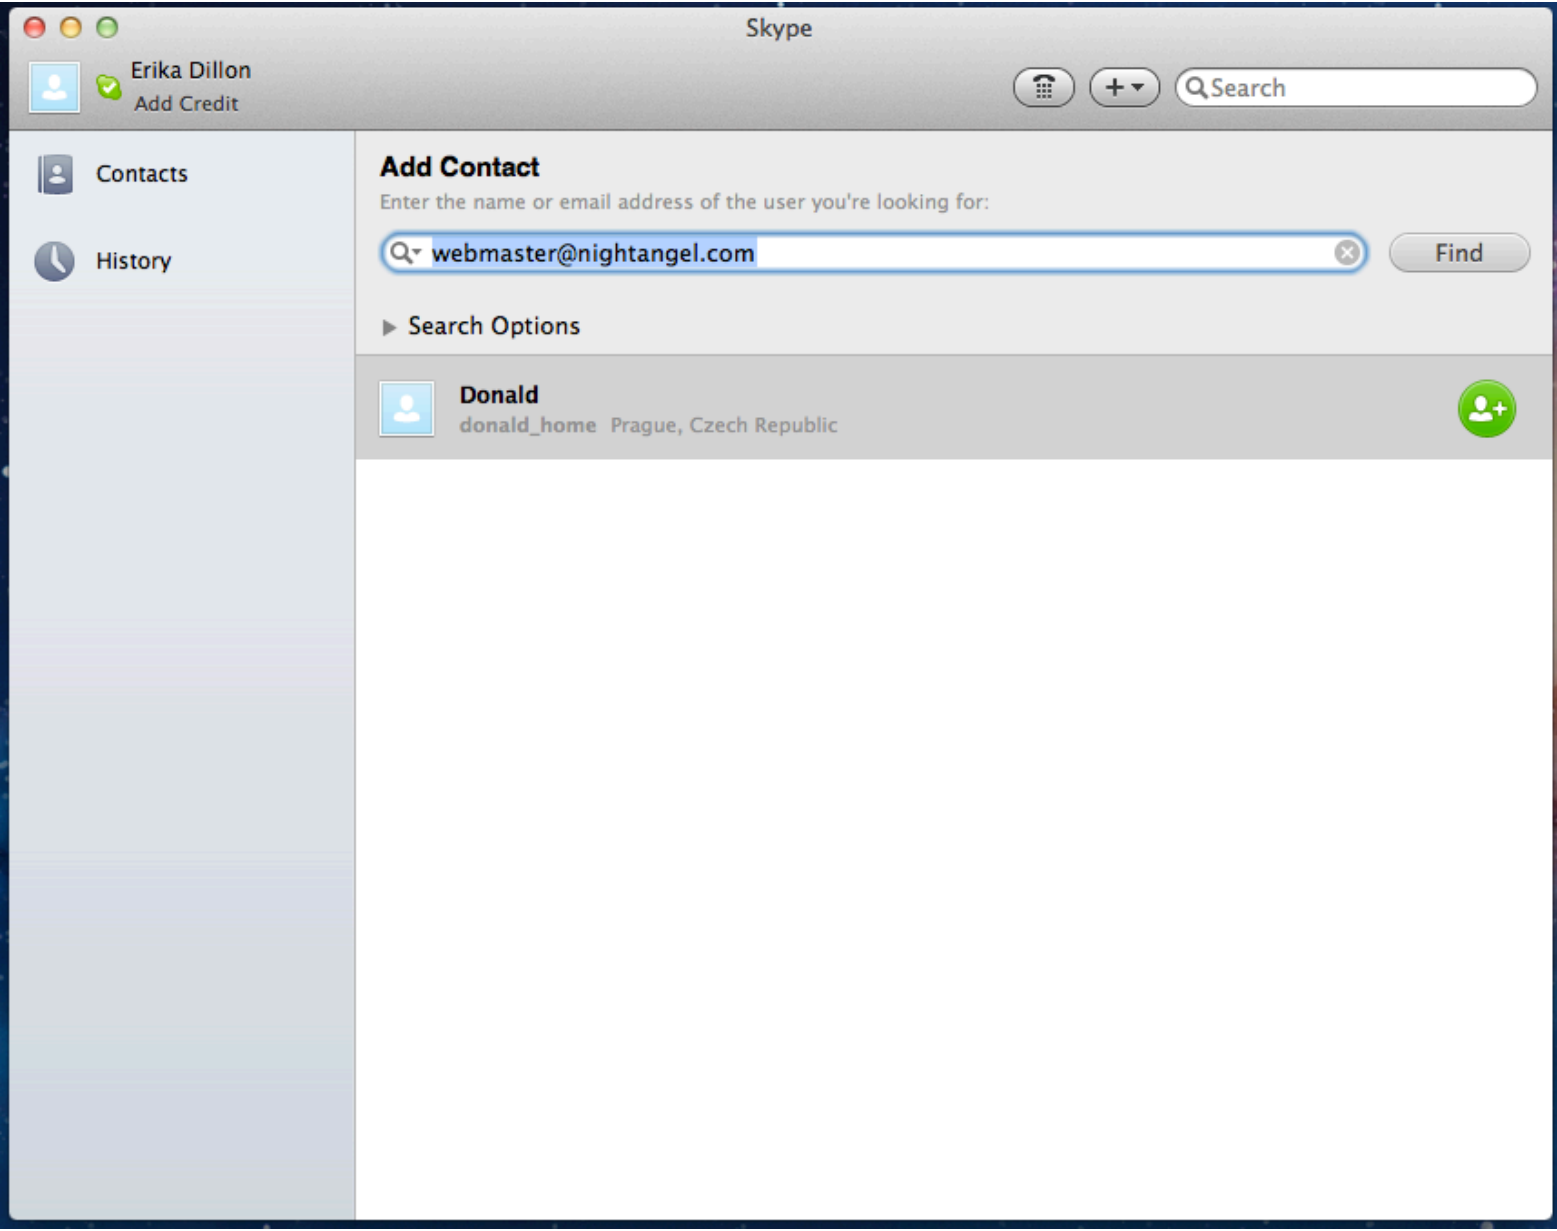 Skype
Erika Dillon
Add Credit
Search
Contacts
History
Add Contact
Enter the name or email address of the user you're looking for:
webmaster@nightangel.com
Find
Search Options
Donald
donald_home Prague, Czech Republic